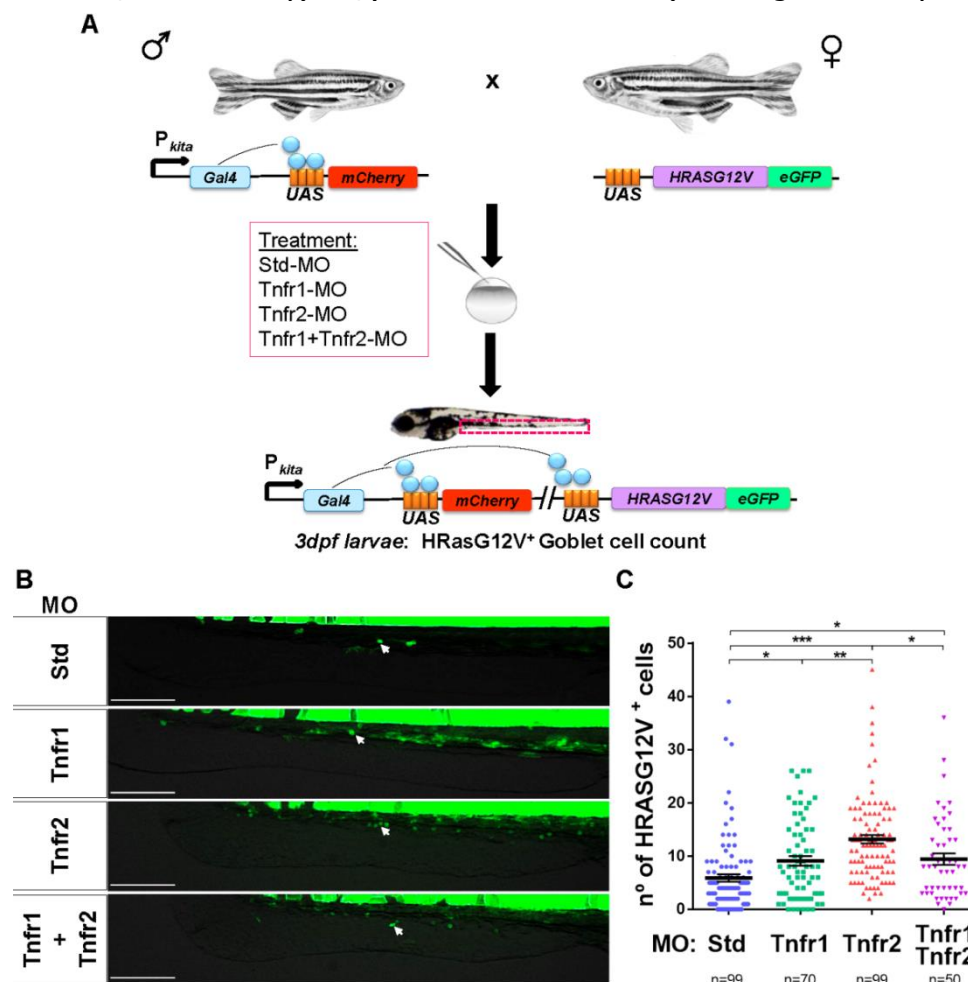 A
♂
x
♀
P kita
Gal4
UAS
mCherry
UAS
HRASG12V
eGFP
Treatment:
Std-MO
Tnfr1-MO
Tnfr2-MO
Tnfr1+Tnfr2-MO
P kita
Gal4
UAS
mCherry
//
UAS
HRASG12V
eGFP
3dpf larvae: HRasG12V+ Goblet cell count
B
MO
Std
Tnfr1
Tnfr2
Tnfr1
+
Tnfr2
C
nº of HRASG12V + cells
50
40
30
20
10
0
*
***
*
*
**
MO: Std Tnfr1 Tnfr2 Tnfr1
Tnfr2
n=99 n=70 n=99 n=50